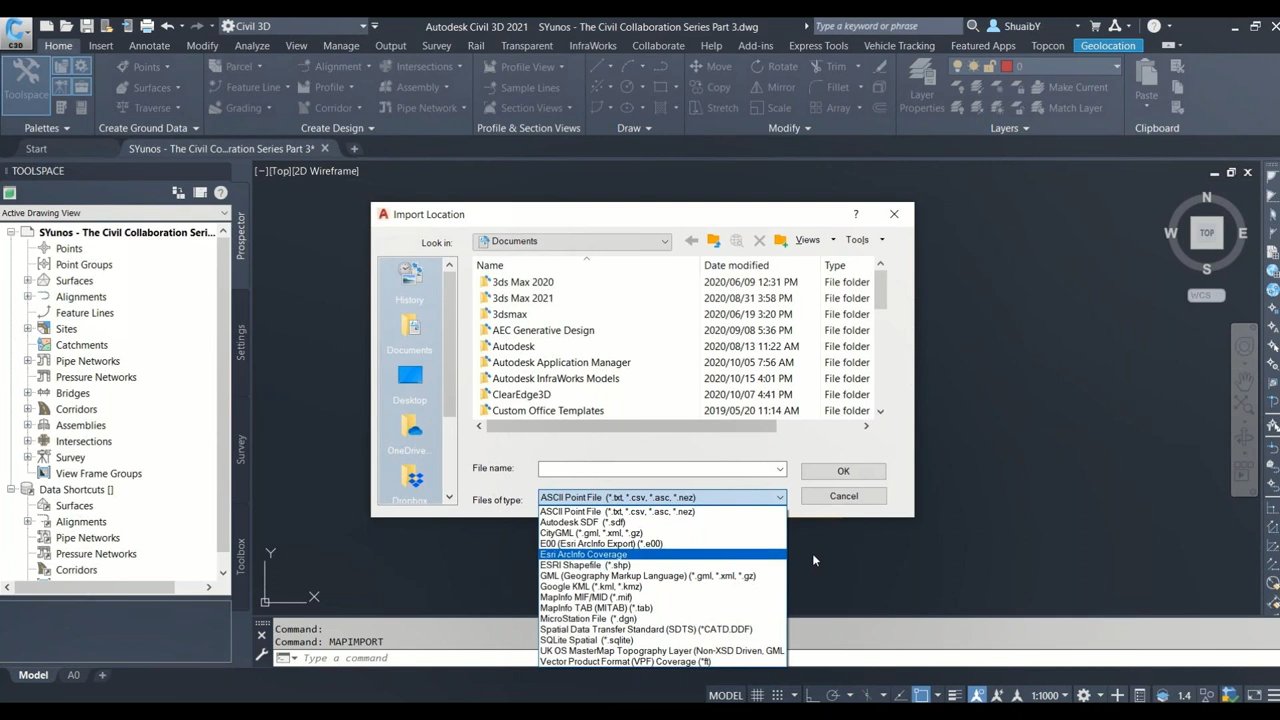 Civil 3D
Autodesk Civil 3D 2021 SYunos - The Civil Collaboration Series Part 3.dwg
Type a keyword or phrase
ShuaibY
C3D
Home Insert Annotate Modify Analyze View Manage Output Survey Rail Transparent InfraWorks Collaborate Help Add-ins Express Tools Vehicle Tracking Featured Apps Topcon Geolocation
Toolspace
Points
Surfaces
Traverse
Parcel
Feature Line
Grading
Alignment
Profile
Corridor
Intersections
Assembly
Pipe Network
Profile View
Sample Lines
Section Views
Move
Copy
Stretch
Rotate
Mirror
Scale
Trim
Fillet
Array
Layer
Properties
0
Make Current
Match Layer
Paste
Palettes Create Ground Data Create Design Profile & Section Views Draw Modify Layers Clipboard
Start
SYunos - The Civil Co...ration Series Part 3*
TOOLSPACE
Active Drawing View
SYunos - The Civil Collaboration Seri...
Points
Point Groups
Surfaces
Alignments
Feature Lines
Sites
Catchments
Pipe Networks
Pressure Networks
Bridges
Corridors
Assemblies
Intersections
Survey
View Frame Groups
Data Shortcuts []
Surfaces
Alignments
Pipe Networks
Pressure Networks
Corridors
Prospector
Settings
Survey
Toolbox
[−][Top][2D Wireframe]
N
W TOP E
S
WCS
Y
X
Import Location
Look in: Documents
Views Tools
Name Date modified Type
3ds Max 2020 2020/06/09 12:31 PM File folder
3ds Max 2021 2020/08/31 3:58 PM File folder
3dsmax 2020/06/19 3:20 PM File folder
AEC Generative Design 2020/09/08 5:36 PM File folder
Autodesk 2020/08/13 11:22 AM File folder
Autodesk Application Manager 2020/10/05 7:56 AM File folder
Autodesk InfraWorks Models 2020/10/15 4:01 PM File folder
ClearEdge3D 2020/10/07 4:41 PM File folder
Custom Office Templates 2019/05/20 11:14 AM File folder
History
Documents
Desktop
OneDrive...
Dropbox
File name:
OK
Files of type: ASCII Point File (*.txt, *.csv, *.asc, *.nez)
Cancel
ASCII Point File (*.txt, *.csv, *.asc, *.nez)
Autodesk SDF (*.sdf)
CityGML (*.gml, *.xml, *.gz)
E00 (Esri ArcInfo Export) (*.e00)
Esri ArcInfo Coverage
ESRI Shapefile (*.shp)
GML (Geography Markup Language) (*.gml, *.xml, *.gz)
Google KML (*.kml, *.kmz)
MapInfo MIF/MID (*.mif)
MapInfo TAB (MITAB) (*.tab)
MicroStation File (*.dgn)
Spatial Data Transfer Standard (SDTS) (*CATD.DDF)
SQLite Spatial (*.sqlite)
UK OS MasterMap Topography Layer (Non-XSD Driven, GML
Vector Product Format (VPF) Coverage (*ft)
Command:
Command: MAPIMPORT
Type a command
Model A0
MODEL
1:1000
1.4